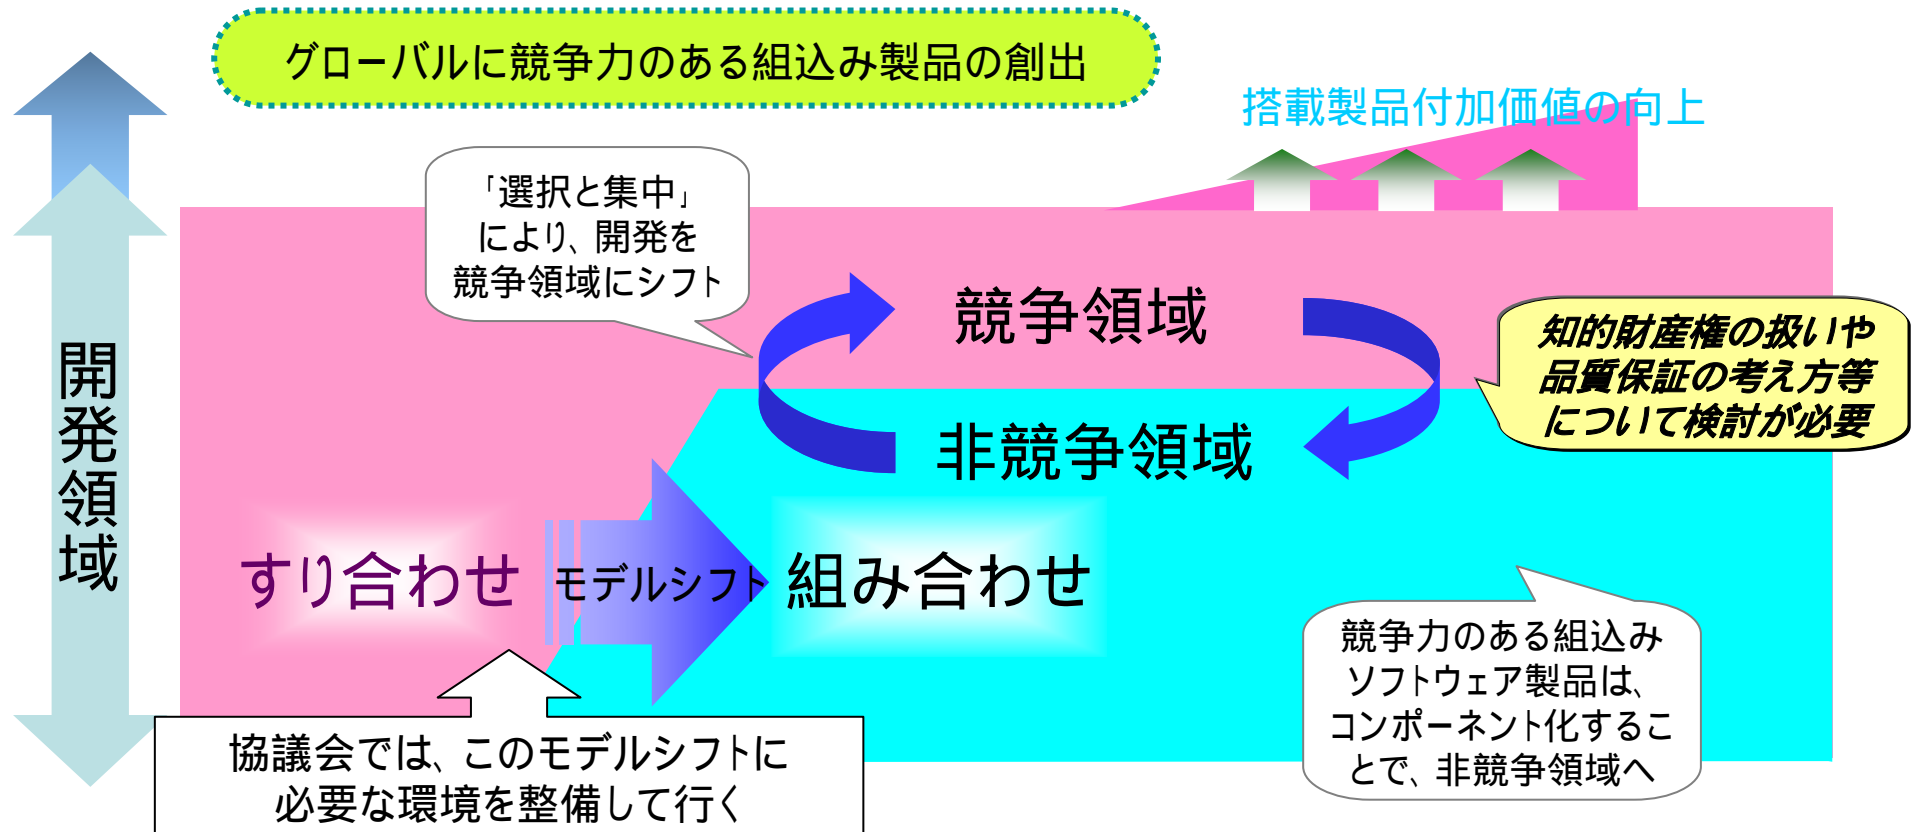 グローバルに競争力のある組込み製品の創出
搭載製品付加価値の向上
「選択と集中」
により、開発を
競争領域にシフト
競争領域
知的財産権の扱いや
品質保証の考え方等
について検討が必要
開発領域
非競争領域
すり合わせ
モデルシフト
組み合わせ
競争力のある組込み
ソフトウェア製品は、
コンポーネント化するこ
とで、非競争領域へ
協議会では、このモデルシフトに
必要な環境を整備して行く